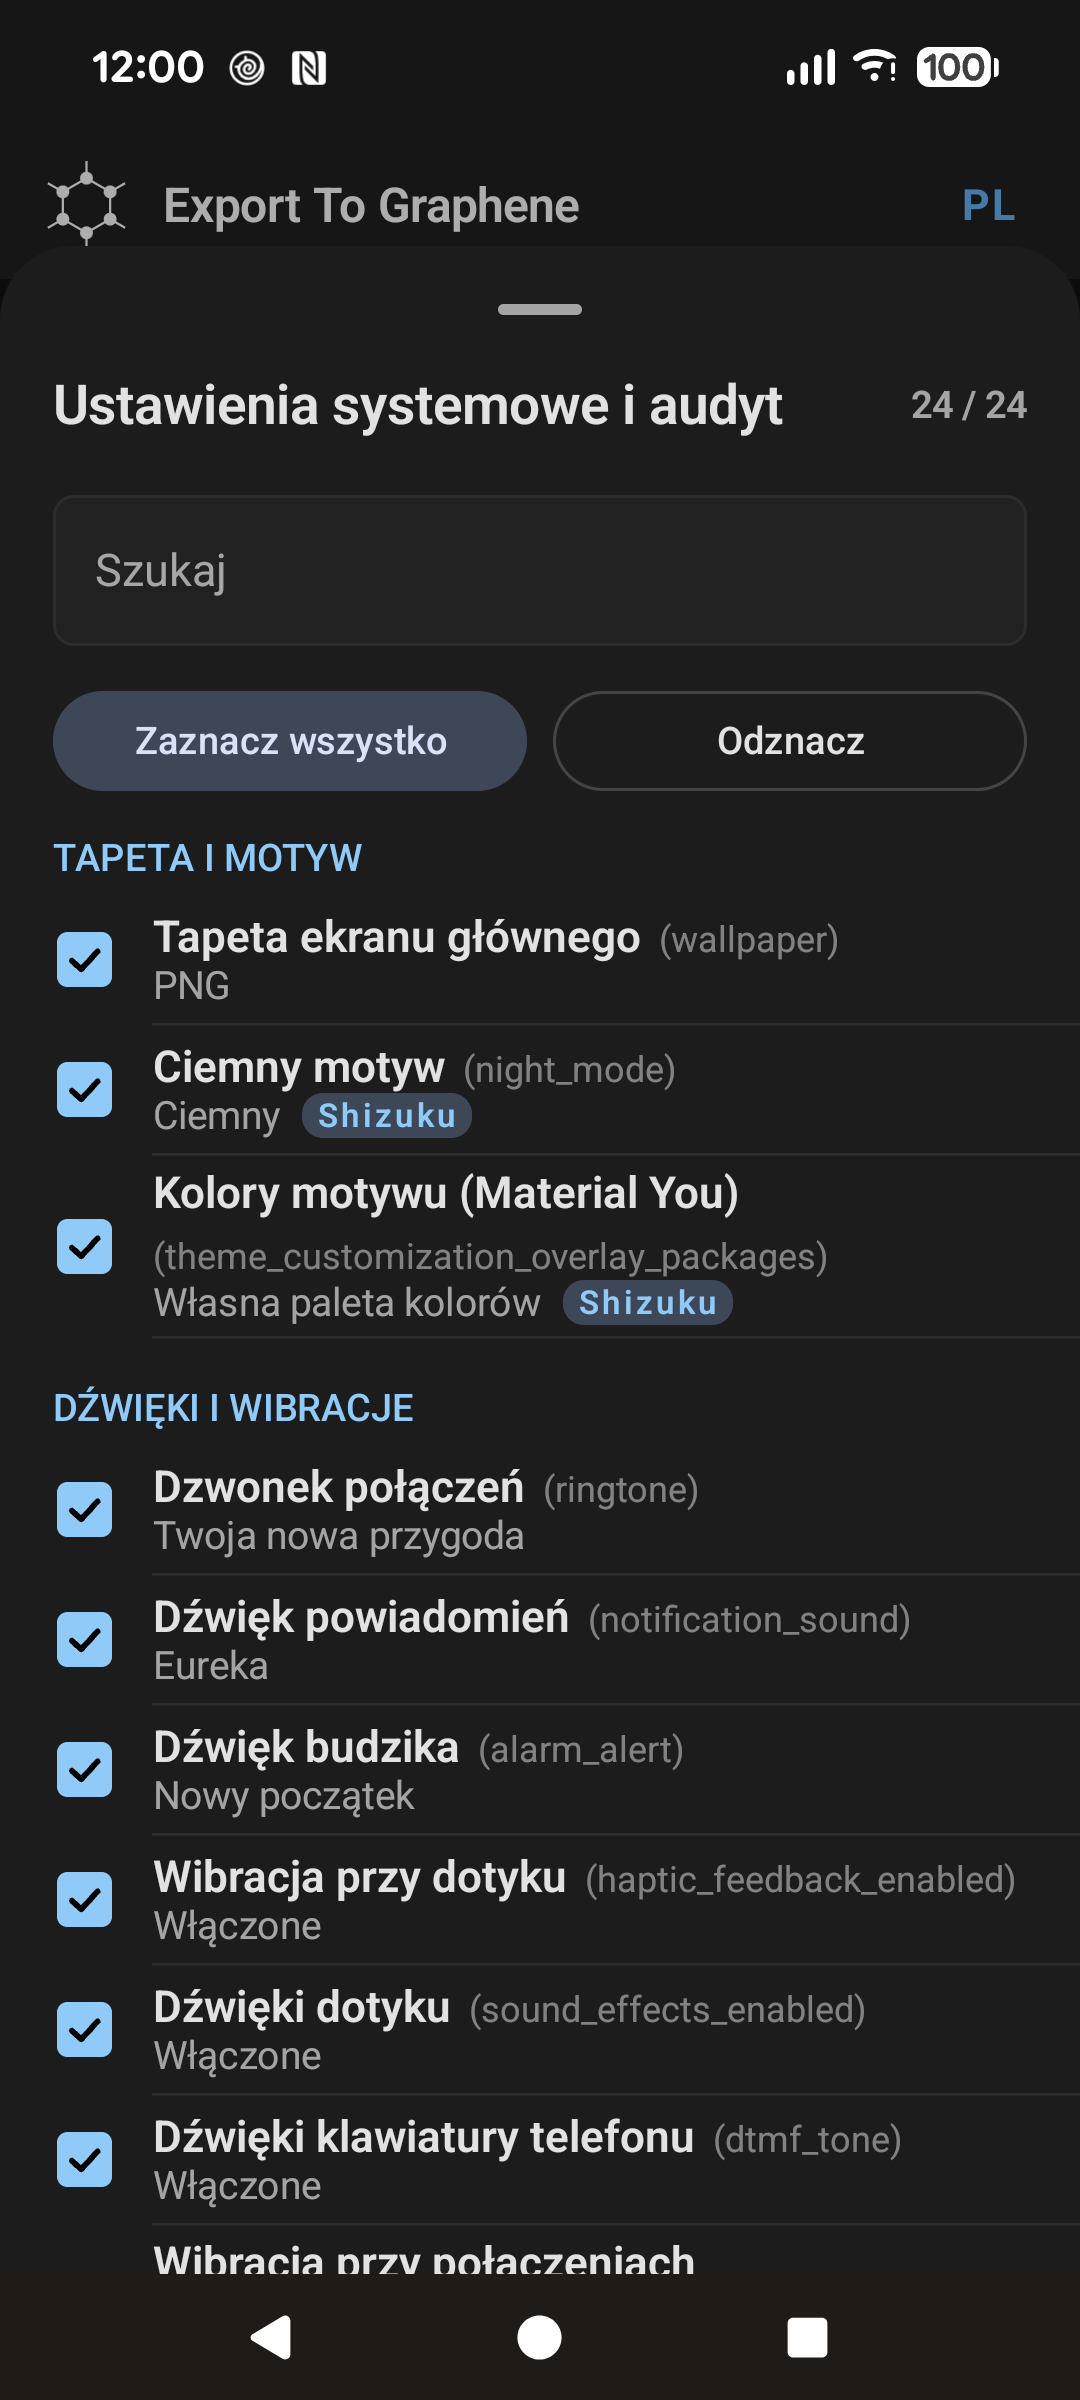 12:00
100
Export To Graphene
PL
Ustawienia systemowe i audyt
24 / 24
Szukaj
Zaznacz wszystko
Odznacz
TAPETA I MOTYW
Tapeta ekranu głównego (wallpaper)
PNG
Ciemny motyw (night_mode)
Ciemny Shizuku
Kolory motywu (Material You)
(theme_customization_overlay_packages)
Własna paleta kolorów Shizuku
DŹWIĘKI I WIBRACJE
Dzwonek połączeń (ringtone)
Twoja nowa przygoda
Dźwięk powiadomień (notification_sound)
Eureka
Dźwięk budzika (alarm_alert)
Nowy początek
Wibracja przy dotyku (haptic_feedback_enabled)
Włączone
Dźwięki dotyku (sound_effects_enabled)
Włączone
Dźwięki klawiatury telefonu (dtmf_tone)
Włączone
Wibracja przy połączeniach